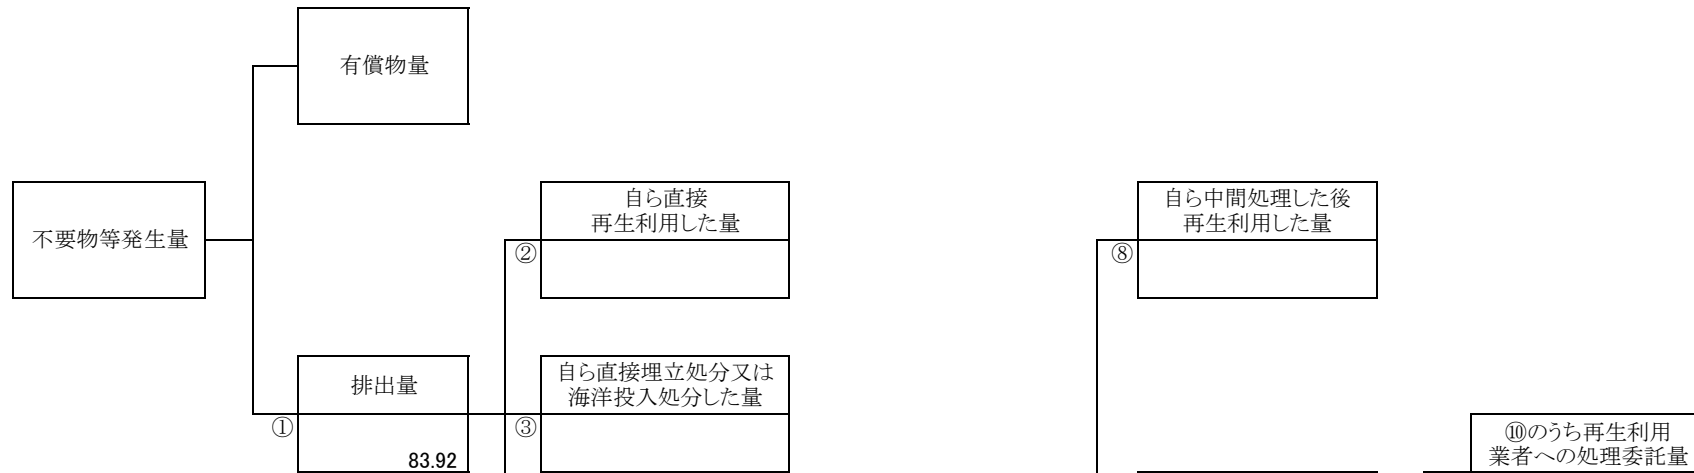 有償物量
不要物等発生量
自ら直接
再生利用した量
②
自ら中間処理した後
再生利用した量
⑧
排出量
①
83.92
自ら直接埋立処分又は
海洋投入処分した量
③
⑩のうち再生利用
業者への処理委託量